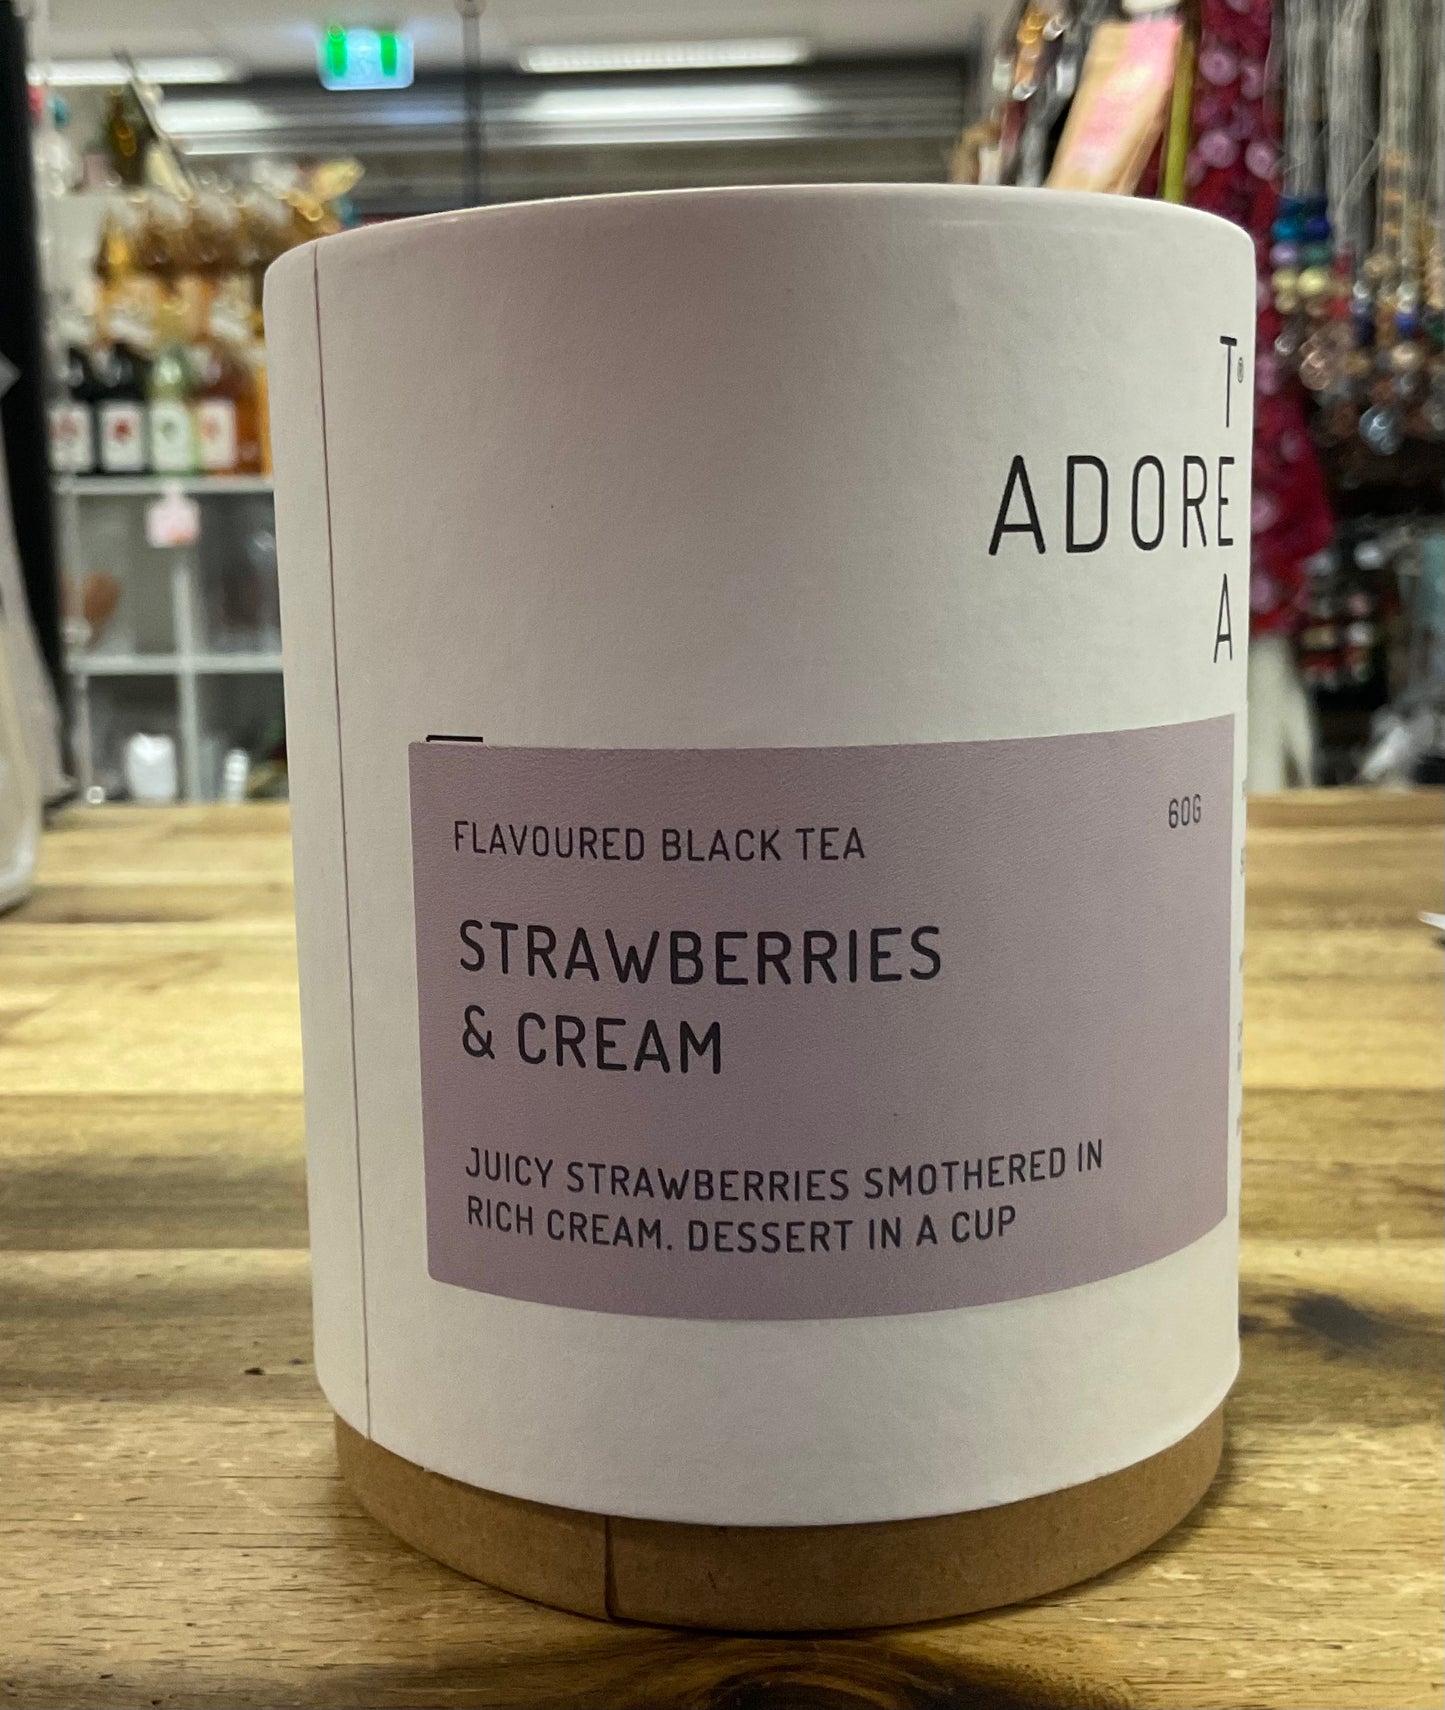 T®
ADORE
A
FLAVOURED BLACK TEA
60G
STRAWBERRIES
& CREAM
JUICY STRAWBERRIES SMOTHERED IN
RICH CREAM. DESSERT IN A CUP